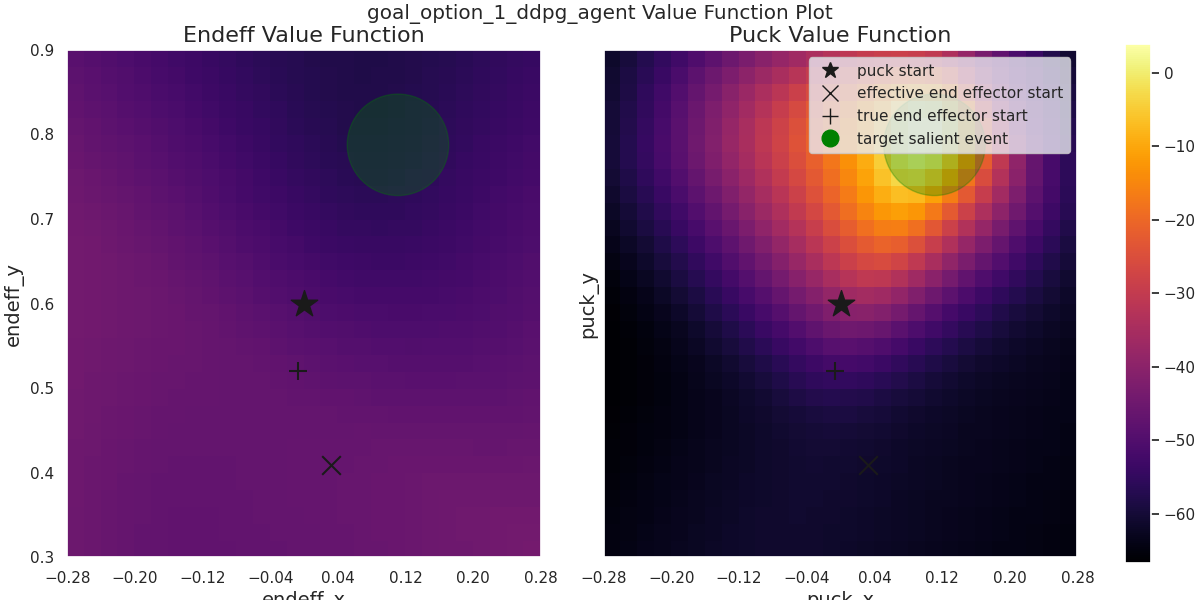 goal_option_1_ddpg_agent Value Function Plot
Endeff Value Function
Puck Value Function
puck start
effective end effector start
true end effector start
target salient event
endeff_y
0.9
0.8
0.7
0.6
0.5
0.4
0.3
−0.28 −0.20 −0.12 −0.04 0.04 0.12 0.20 0.28
endeff_x
puck_y
−0.28 −0.20 −0.12 −0.04 0.04 0.12 0.20 0.28
puck_x
0
−10
−20
−30
−40
−50
−60